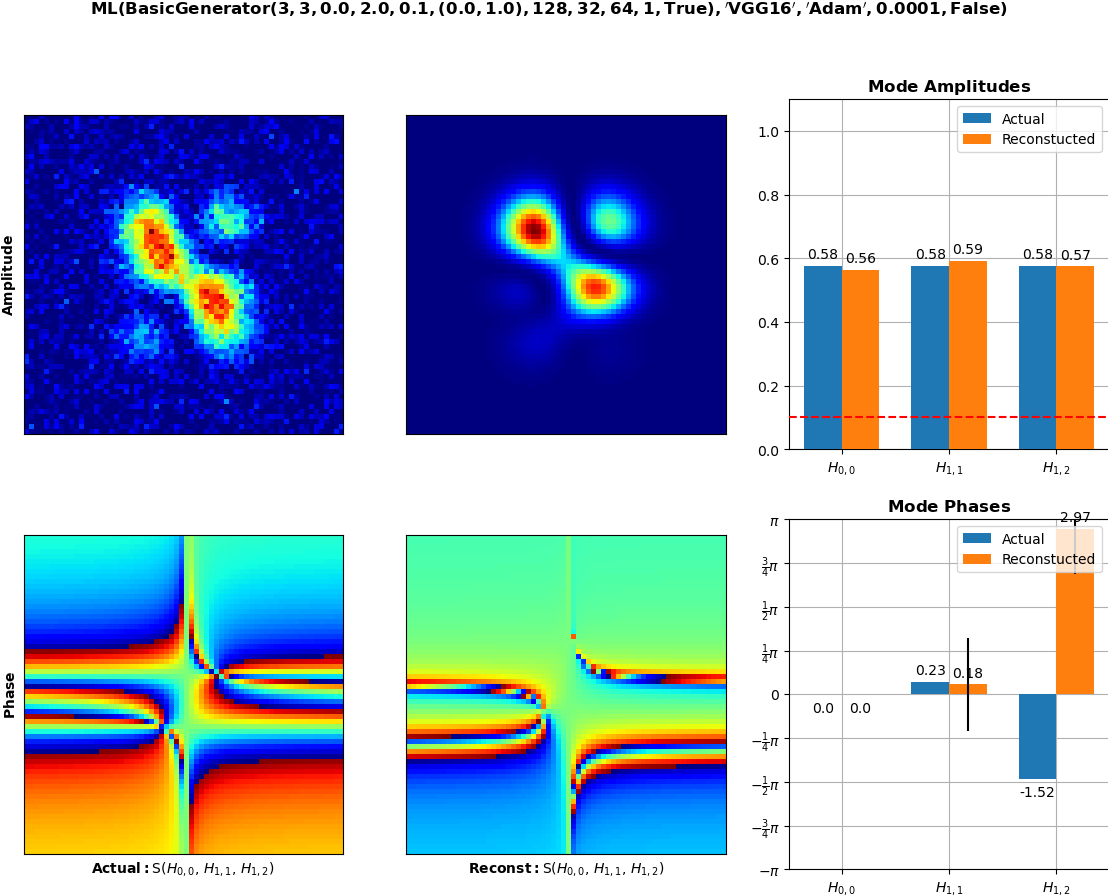 ML(BasicGenerator(3, 3, 0.0, 2.0, 0.1, (0.0, 1.0), 128, 32, 64, 1, True), ′VGG16′, ′Adam′, 0.0001, False)
Mode Amplitudes
Actual
Reconstucted
1.0
0.8
0.6
0.4
0.2
0.0
0.58
0.56
0.58
0.59
0.58
0.57
H0,0
H1,1
H1,2
Amplitude
Mode Phases
Actual
Reconstucted
π
3/4π
1/2π
1/4π
0
−1/4π
−1/2π
−3/4π
−π
0.0
0.0
0.23
0.18
-1.52
2.97
H0,0
H1,1
H1,2
Phase
Actual: S(H0,0, H1,1, H1,2)
Reconst: S(H0,0, H1,1, H1,2)